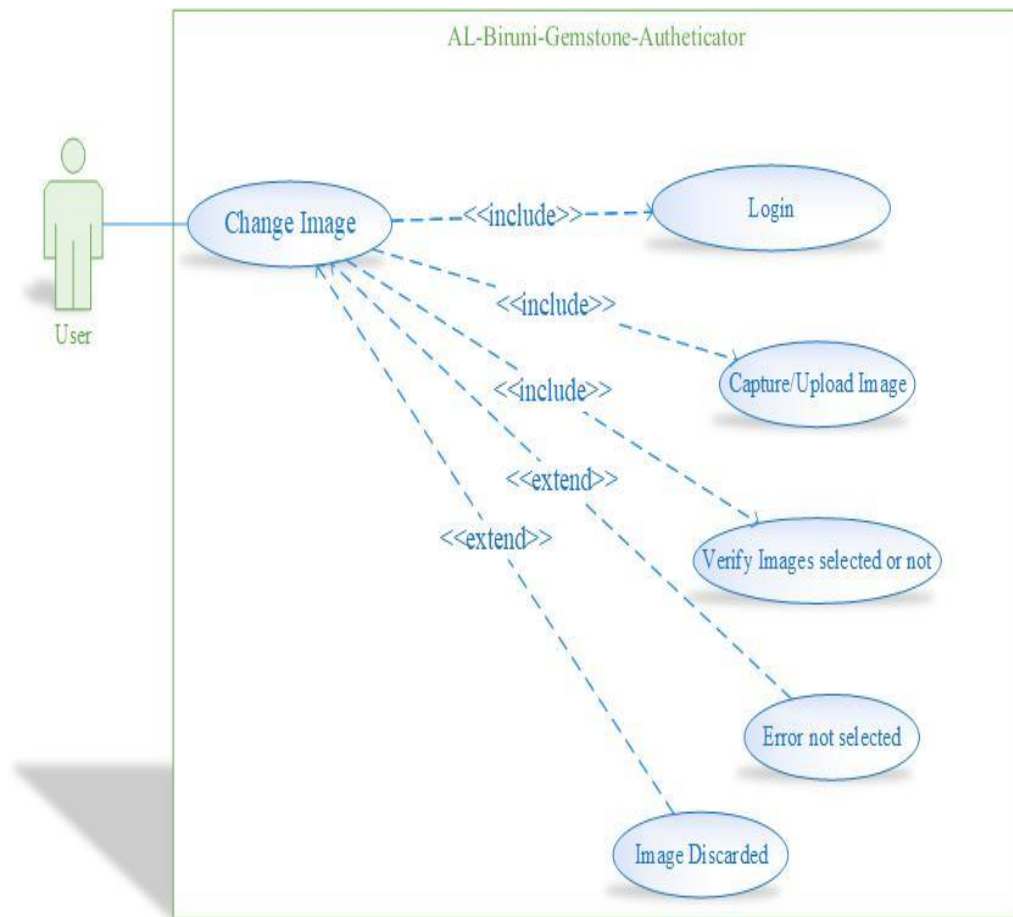 AL-Biruni-Gemstone-Autheticator
Change Image
<<include>>
Login
User
<<include>>
Capture/Upload Image
<<include>>
<<extend>>
<<extend>>
Verify Images selected or not
Error not selected
Image Discarded